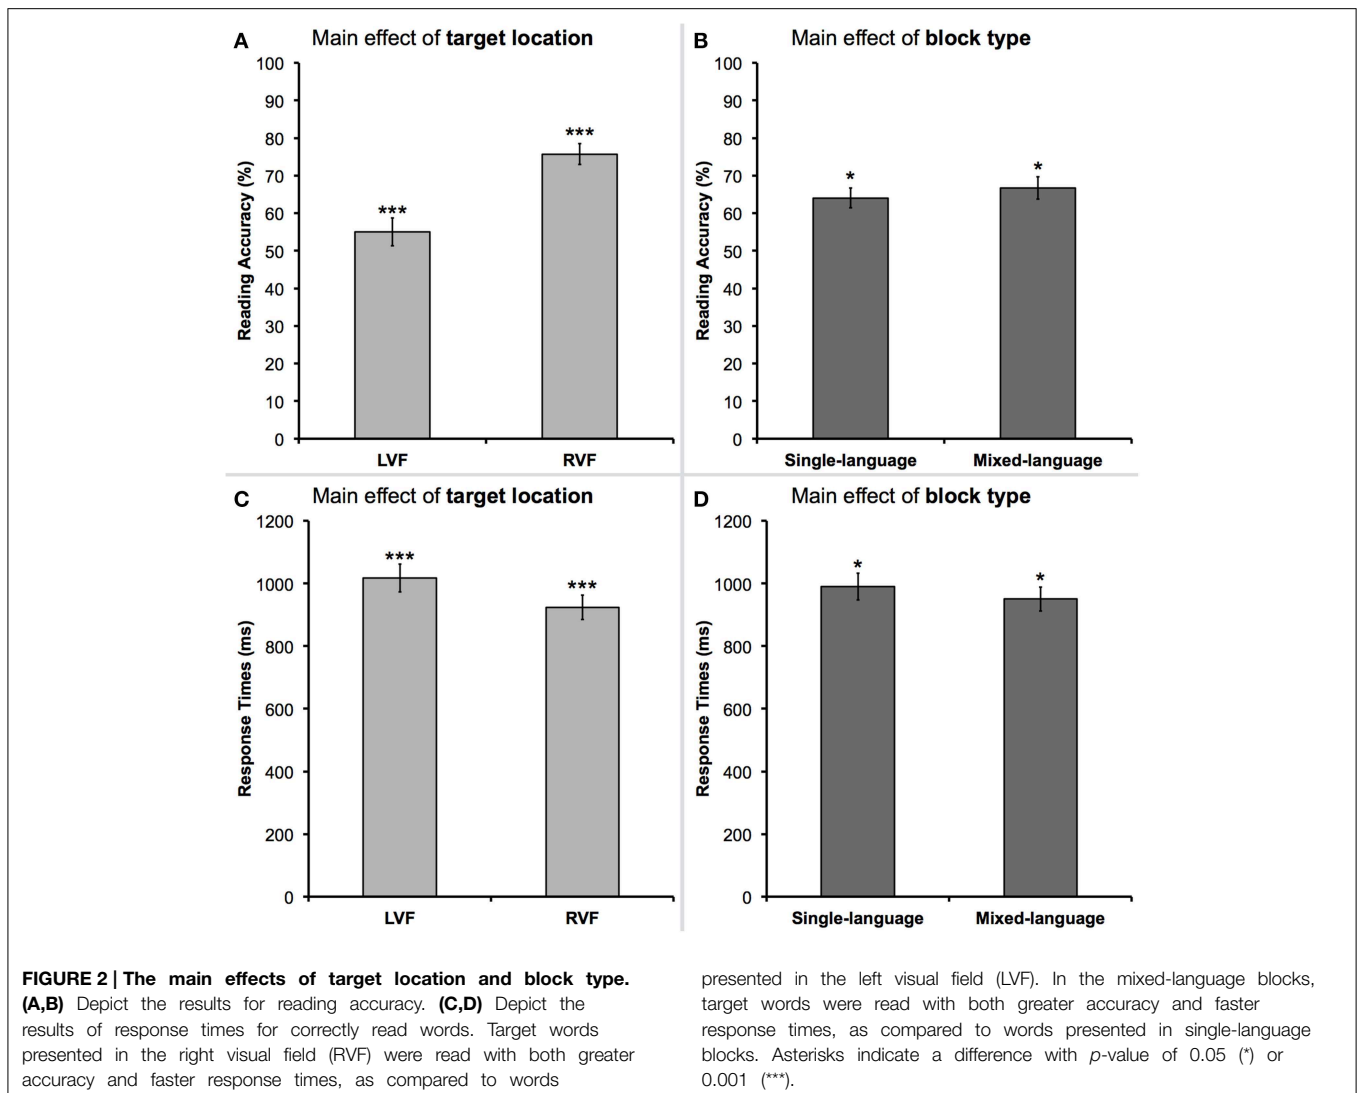 A Main effect of target location
100
90
80
70
60
50
40
30
20
10
0
Reading Accuracy (%)
***
***
LVF RVF
B Main effect of block type
100
90
80
70
60
50
40
30
20
10
0
Reading Accuracy (%)
*
*
Single-language Mixed-language
C Main effect of target location
1200
1000
800
600
400
200
0
Response Times (ms)
***
***
LVF RVF
D Main effect of block type
1200
1000
800
600
400
200
0
Response Times (ms)
*
*
Single-language Mixed-language
FIGURE 2 | The main effects of target location and block type.
(A,B) Depict the results for reading accuracy. (C,D) Depict the
results of response times for correctly read words. Target words
presented in the right visual field (RVF) were read with both greater
accuracy and faster response times, as compared to words
presented in the left visual field (LVF). In the mixed-language blocks,
target words were read with both greater accuracy and faster
response times, as compared to words presented in single-language
blocks. Asterisks indicate a difference with p-value of 0.05 (*) or
0.001 (***).